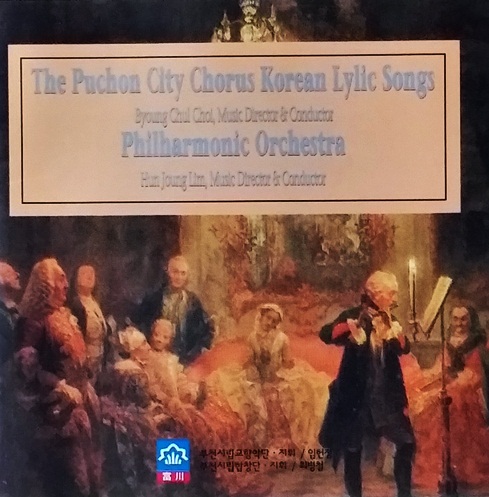 The Puchon City Chorus Korean Lylic Songs
Byoung Chul Choi, Music Director & Conductor
Philharmonic Orchestra
Hun Joung Lim, Music Director & Conductor
부천시립교향악단 · 지휘 / 임헌정
부천시립합창단 · 지휘 / 최병철
富川